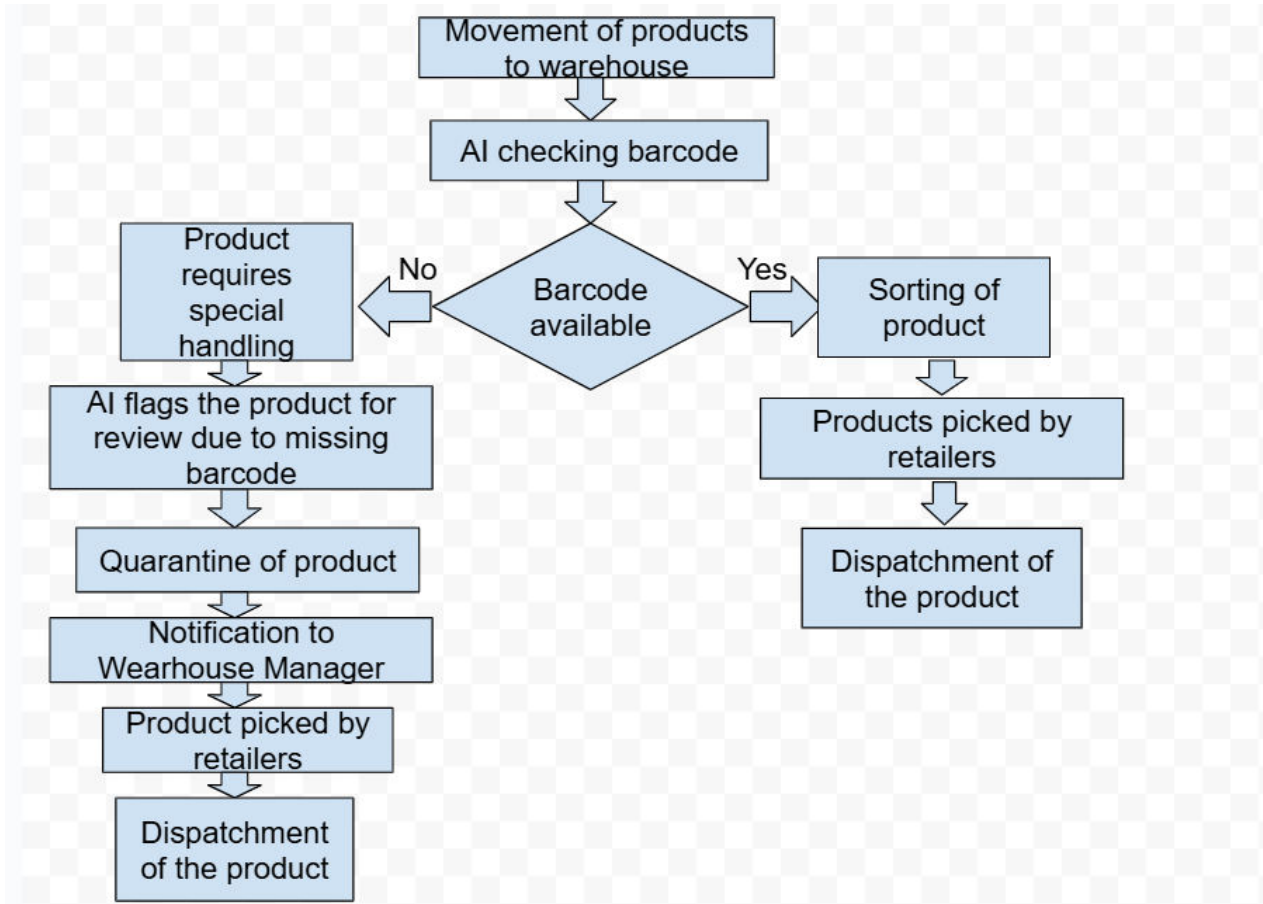 Movement of products
to warehouse
AI checking barcode
Barcode
available
No
Yes
Product
requires
special
handling
AI flags the product for
review due to missing
barcode
Quarantine of product
Notification to
Wearhouse Manager
Product picked by
retailers
Dispatchment
of the product
Sorting of
product
Products picked by
retailers
Dispatchment of
the product